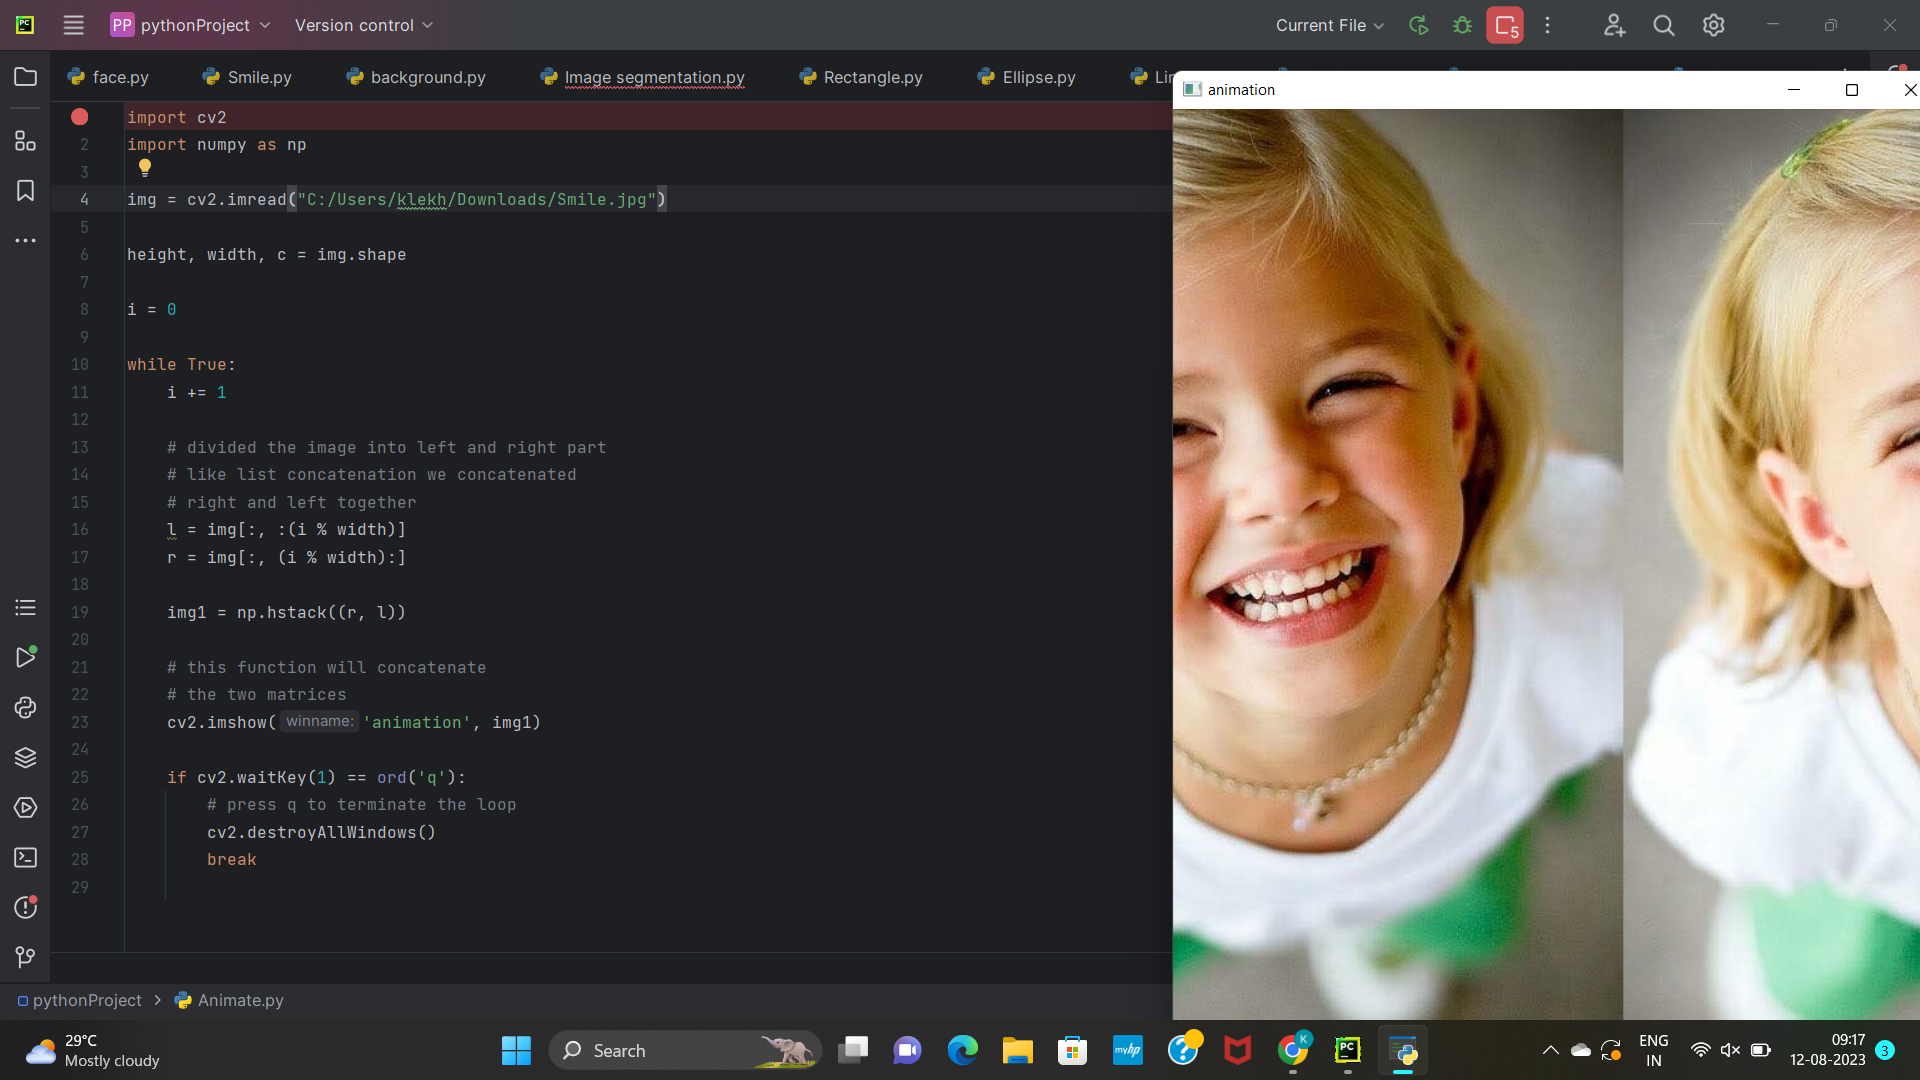 PC
PP pythonProject Version control Current File 5
face.py Smile.py background.py Image segmentation.py Rectangle.py Ellipse.py
animation
import cv2
2 import numpy as np
3
4 img = cv2.imread("C:/Users/klekh/Downloads/Smile.jpg")
5
6 height, width, c = img.shape
7
8 i = 0
9
10 while True:
11 i += 1
12
13 # divided the image into left and right part
14 # like list concatenation we concatenated
15 # right and left together
16 l = img[:, :(i % width)]
17 r = img[:, (i % width):]
18
19 img1 = np.hstack((r, l))
20
21 # this function will concatenate
22 # the two matrices
23 cv2.imshow( winname: 'animation', img1)
24
25 if cv2.waitKey(1) == ord('q'):
26 # press q to terminate the loop
27 cv2.destroyAllWindows()
28 break
29
pythonProject > Animate.py
29°C
Mostly cloudy
Search
myhp
?
K
PC
ENG
IN
09:17
12-08-2023
3